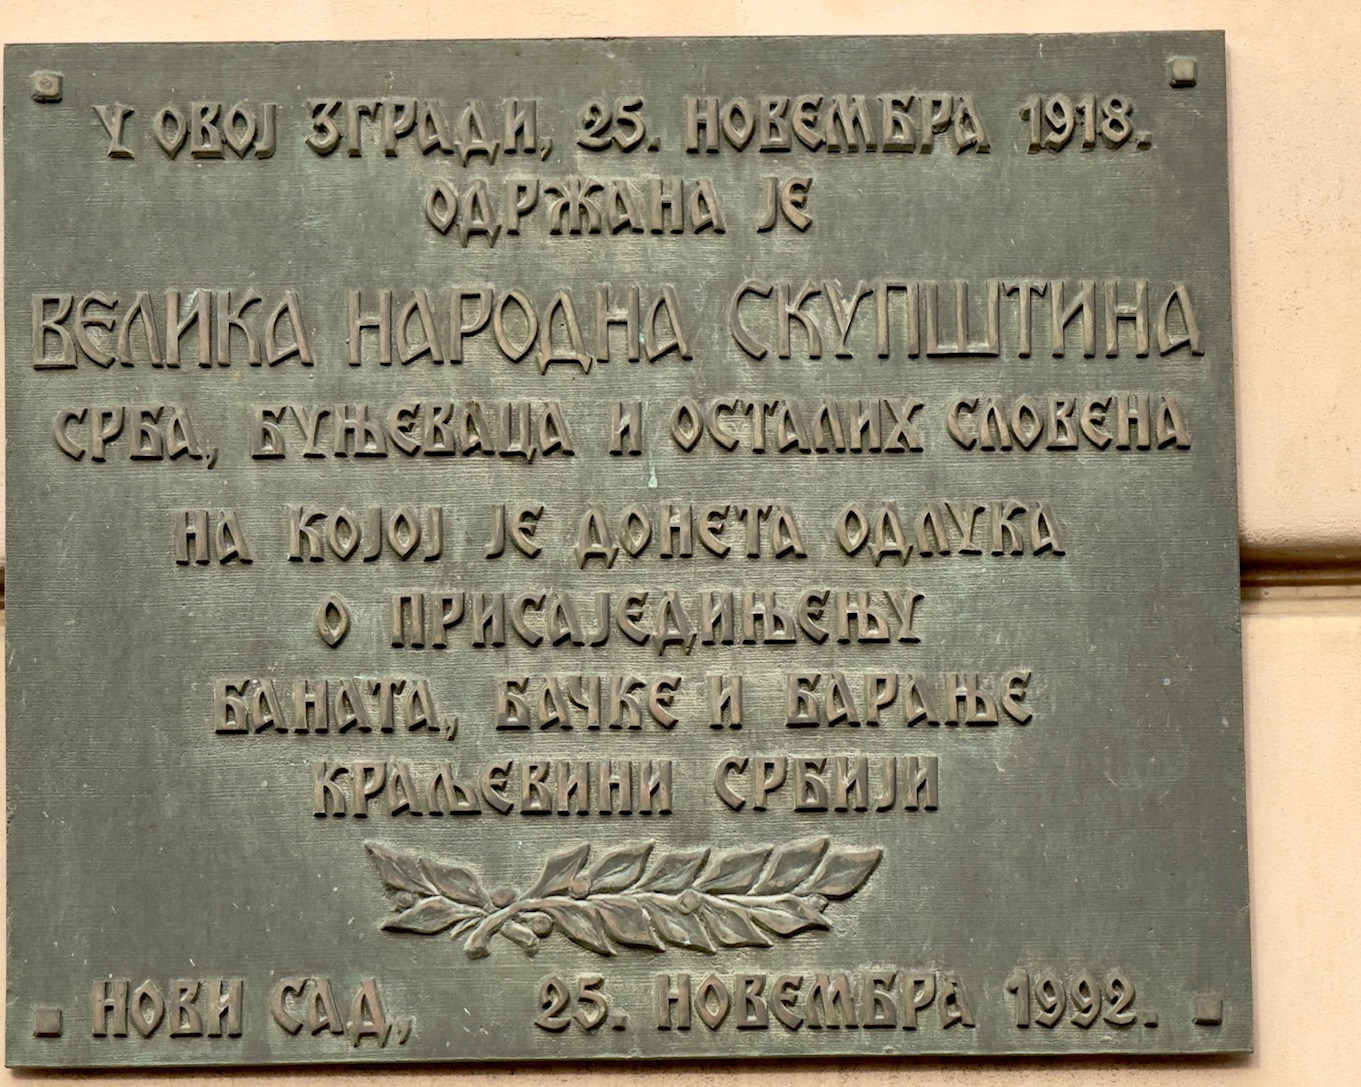 У ОВОЈ ЗГРАДИ, 25. НОВЕМБРА 1918.
ОДРЖАНА ЈЕ
ВЕЛИКА НАРОДНА СКУПШТИНА
СРБА, БУЊЕВАЦА И ОСТАЛИХ СЛОВЕНА
НА КОЈОЈ ЈЕ ДОНЕТА ОДЛУКА
О ПРИСАЈЕДИЊЕЊУ
БАНАТА, БАЧКЕ И БАРАЊЕ
КРАЉЕВИНИ СРБИЈИ
НОВИ САД, 25. НОВЕМБРА 1992.